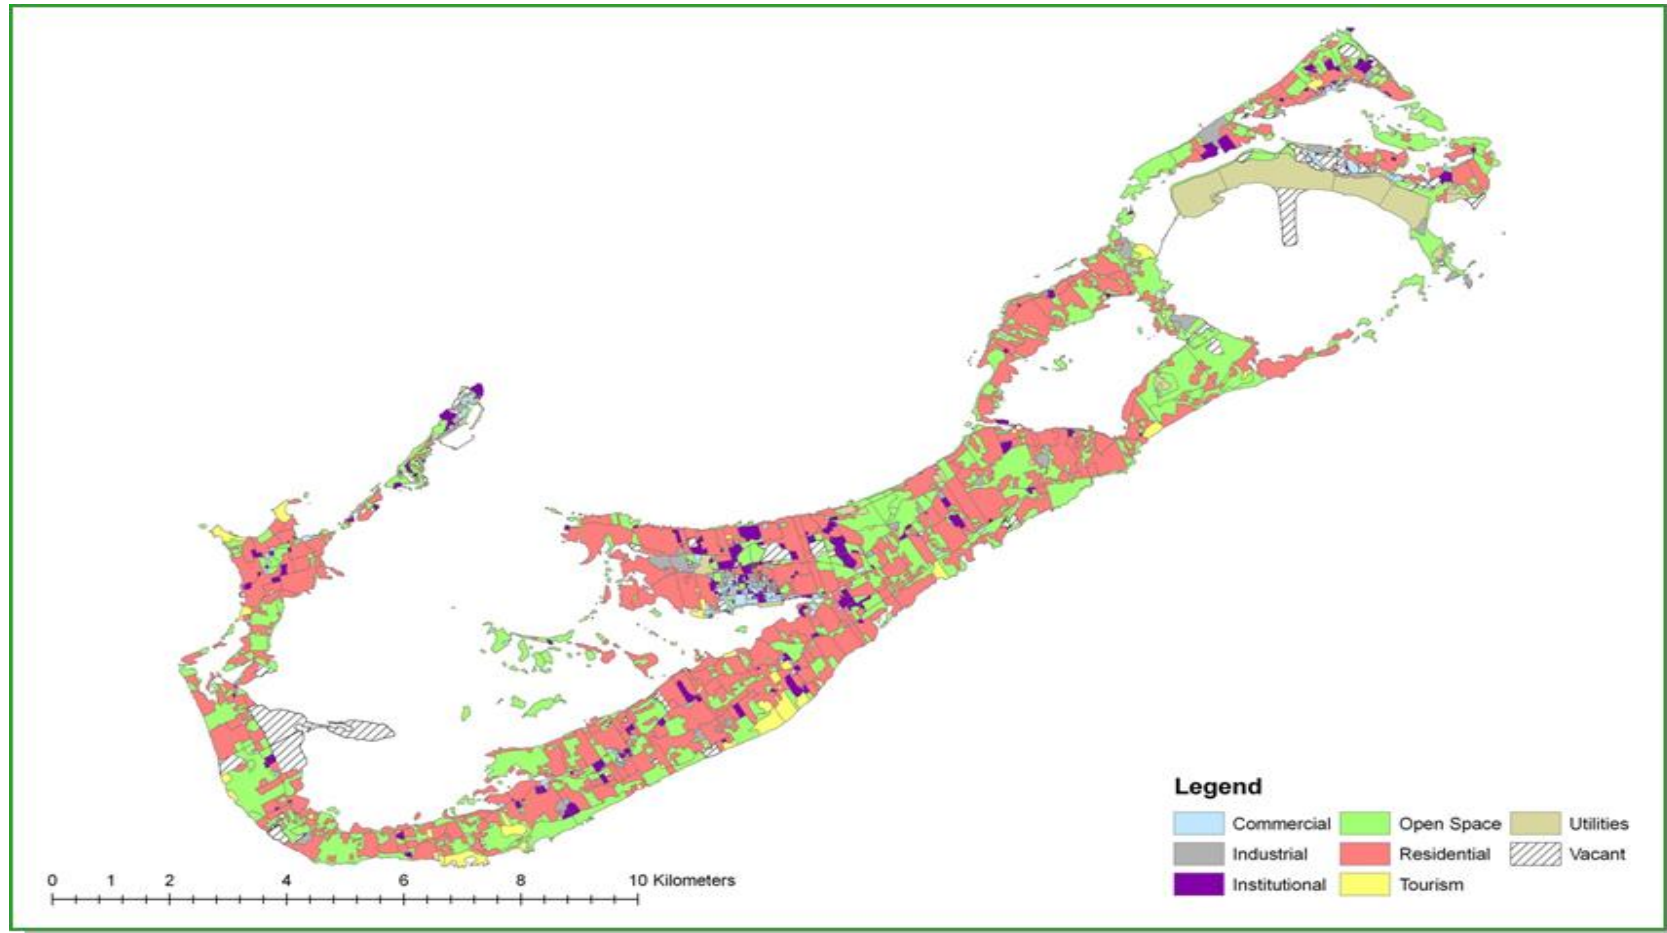 Legend
Commercial Open Space Utilities
Industrial Residential Vacant
Institutional Tourism
0 1 2 4 6 8 10 Kilometers